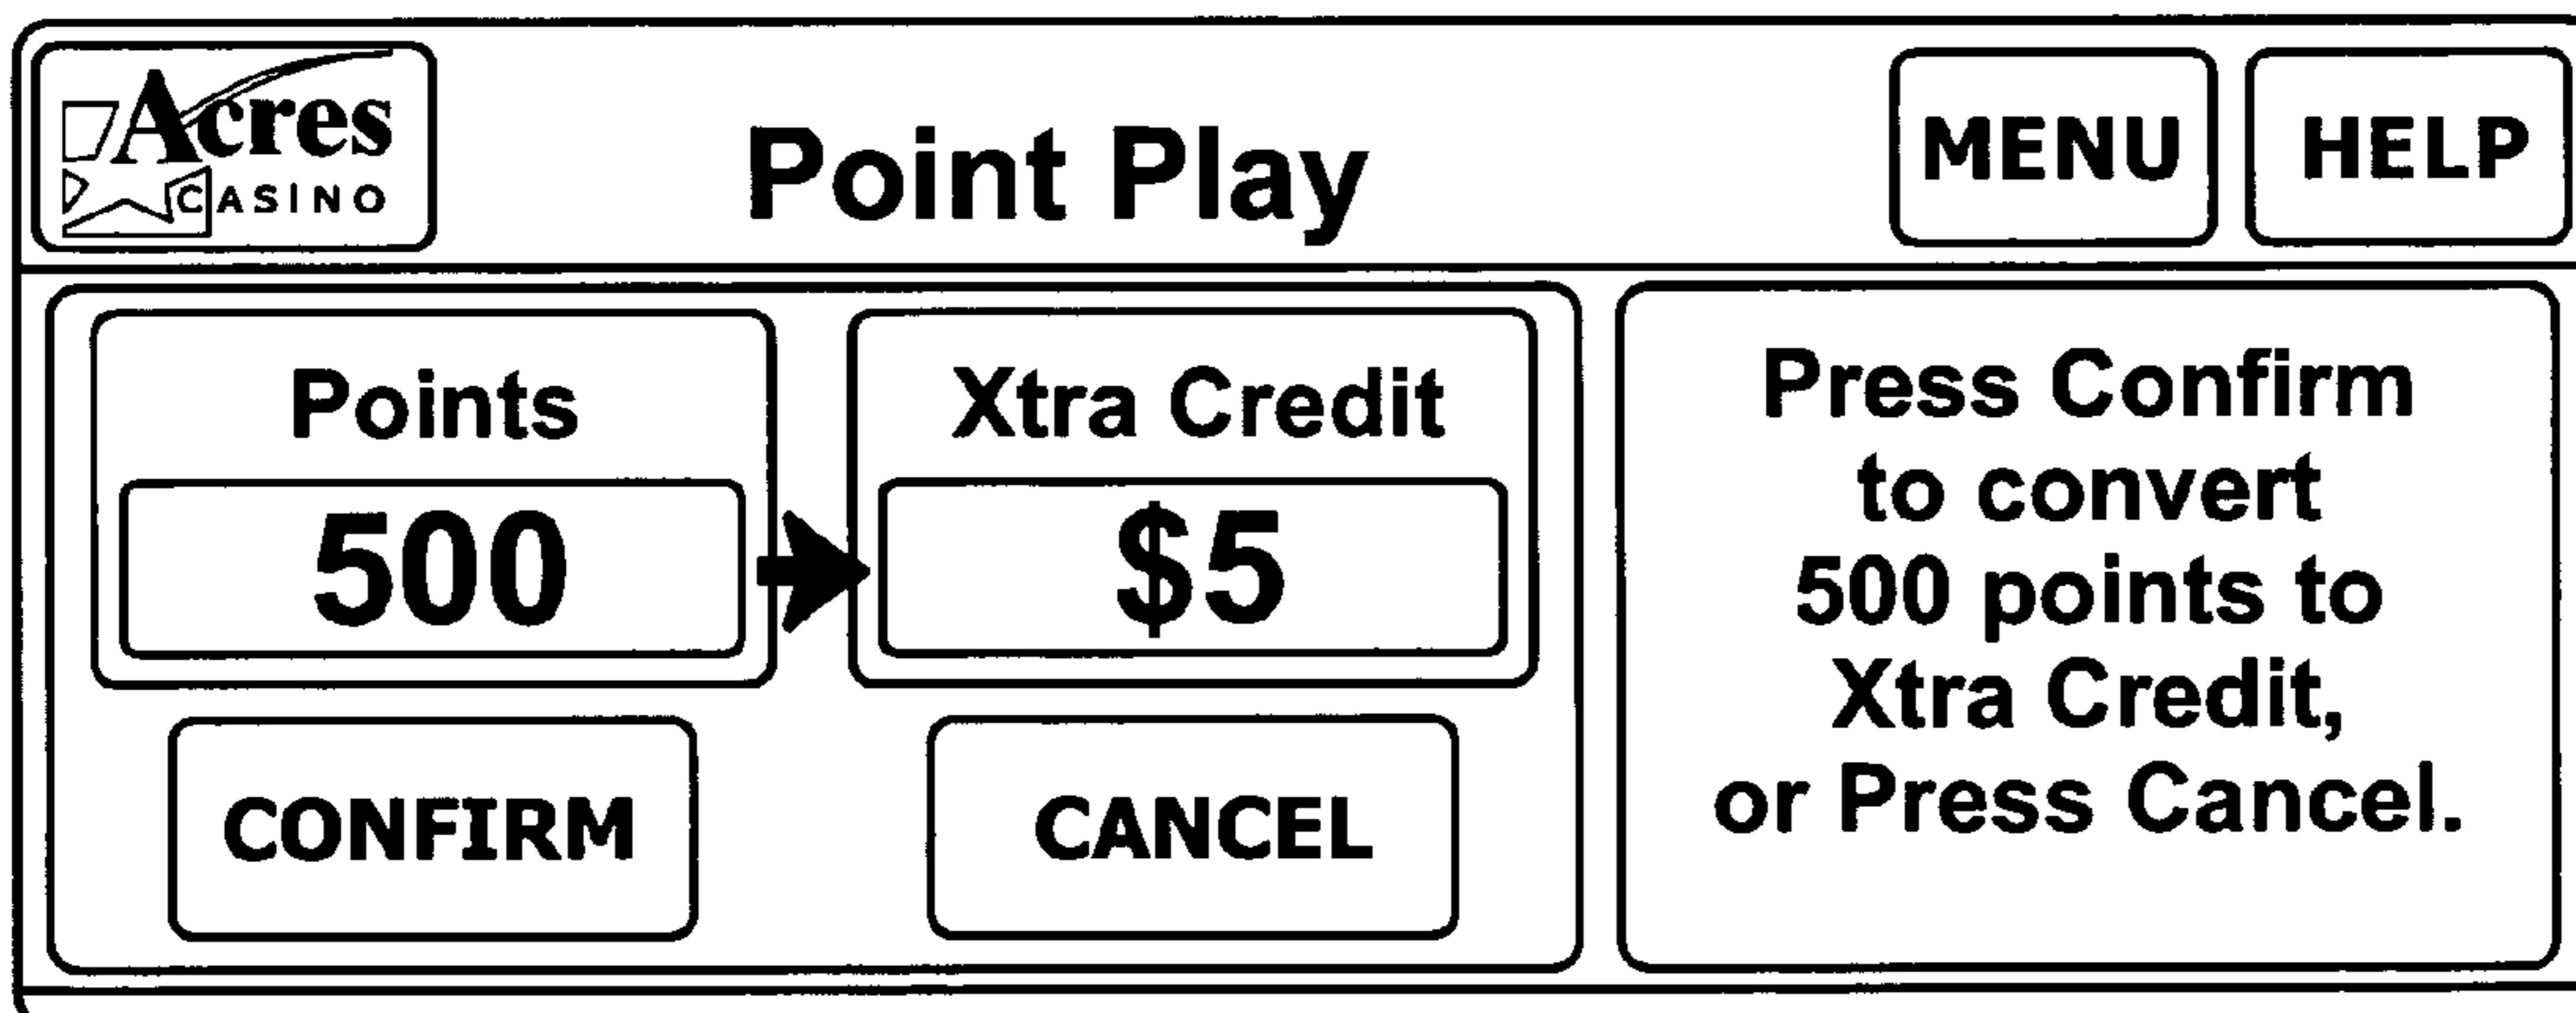 Acres
CASINO
Point Play
MENU
HELP
Points
Xtra Credit
500
$5
CONFIRM
CANCEL
Press Confirm
to convert
500 points to
Xtra Credit,
or Press Cancel.